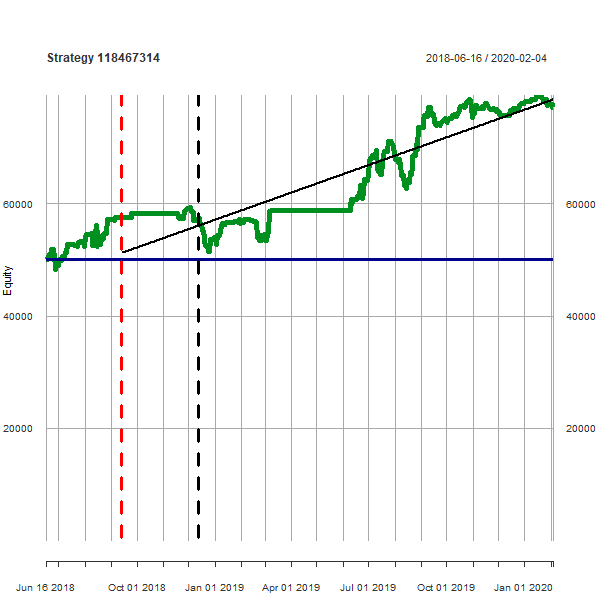 Strategy 118467314
2018-06-16 / 2020-02-04
60000
60000
Equity
40000
40000
20000
20000
Jun 16 2018
Oct 01 2018
Jan 01 2019
Apr 01 2019
Jul 01 2019
Oct 01 2019
Jan 01 2020